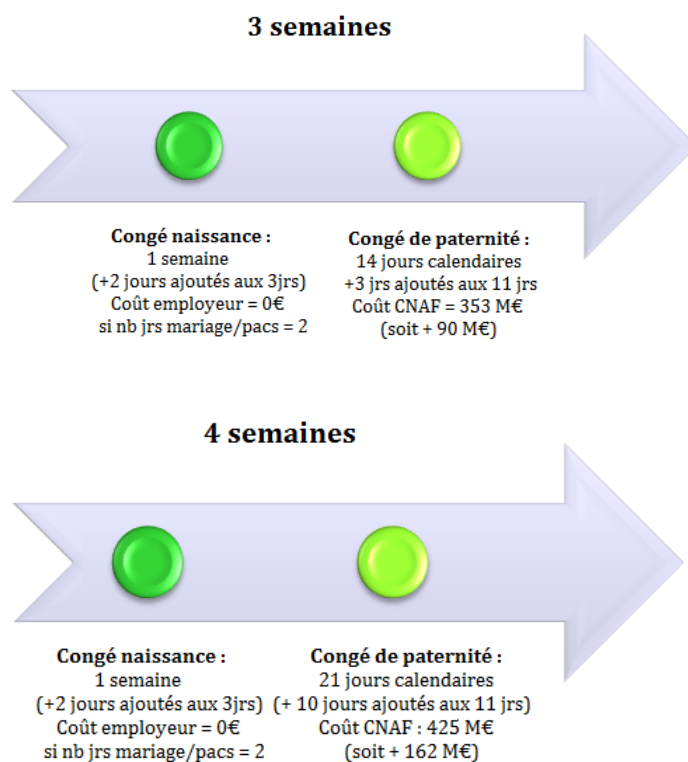 3 semaines
Congé naissance :
1 semaine
(+2 jours ajoutés aux 3jrs)
Coût employeur = 0€
si nb jrs mariage/pacs = 2
Congé de paternité :
14 jours calendaires
+3 jrs ajoutés aux 11 jrs
Coût CNAF = 353 M€
(soit + 90 M€)
4 semaines
Congé naissance :
1 semaine
(+2 jours ajoutés aux 3jrs)
Coût employeur = 0€
si nb jrs mariage/pacs = 2
Congé de paternité :
21 jours calendaires
(+ 10 jours ajoutés aux 11 jrs)
Coût CNAF : 425 M€
(soit + 162 M€)